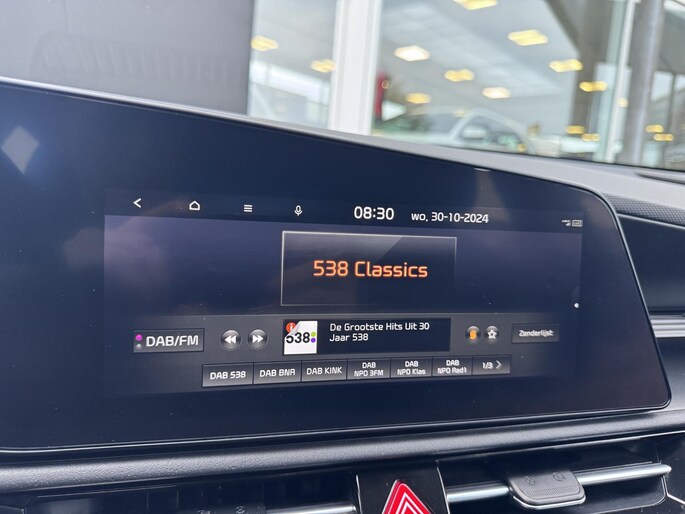 08:30 wo, 30-10-2024
538 Classics
DAB/FM
538
De Grootste Hits Uit 30
Jaar 538
Zenderlijst
DAB 538
DAB BNR
DAB KINK
DAB
NPO 3FM
DAB
NPO Klas
DAB
NPO Rad1
1/3